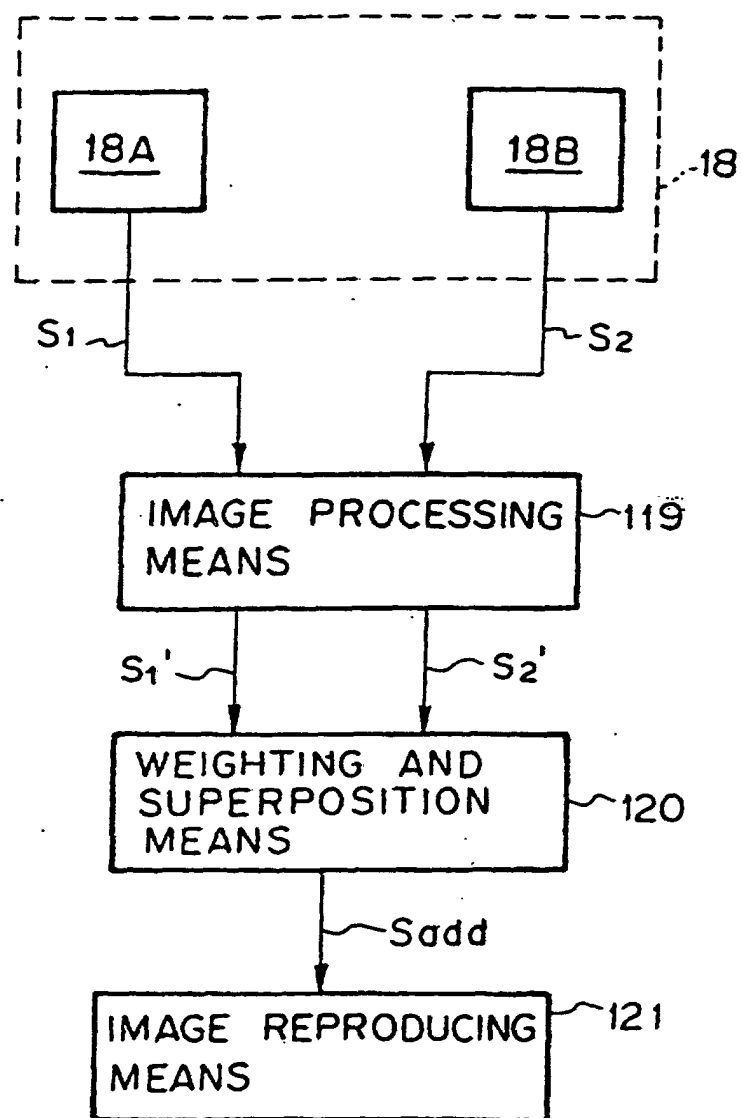 18A
18B
18
S1
S2
IMAGE PROCESSING
MEANS
119
S1'
S2'
WEIGHTING AND
SUPERPOSITION
MEANS
120
Sadd
IMAGE REPRODUCING
MEANS
121